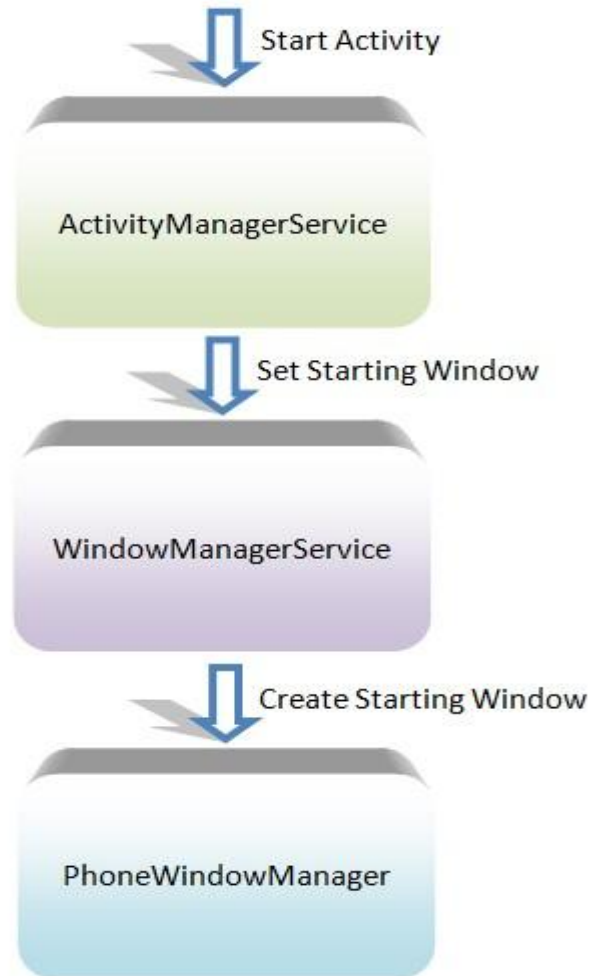 Start Activity
ActivityManagerService
Set Starting Window
WindowManagerService
Create Starting Window
PhoneWindowManager